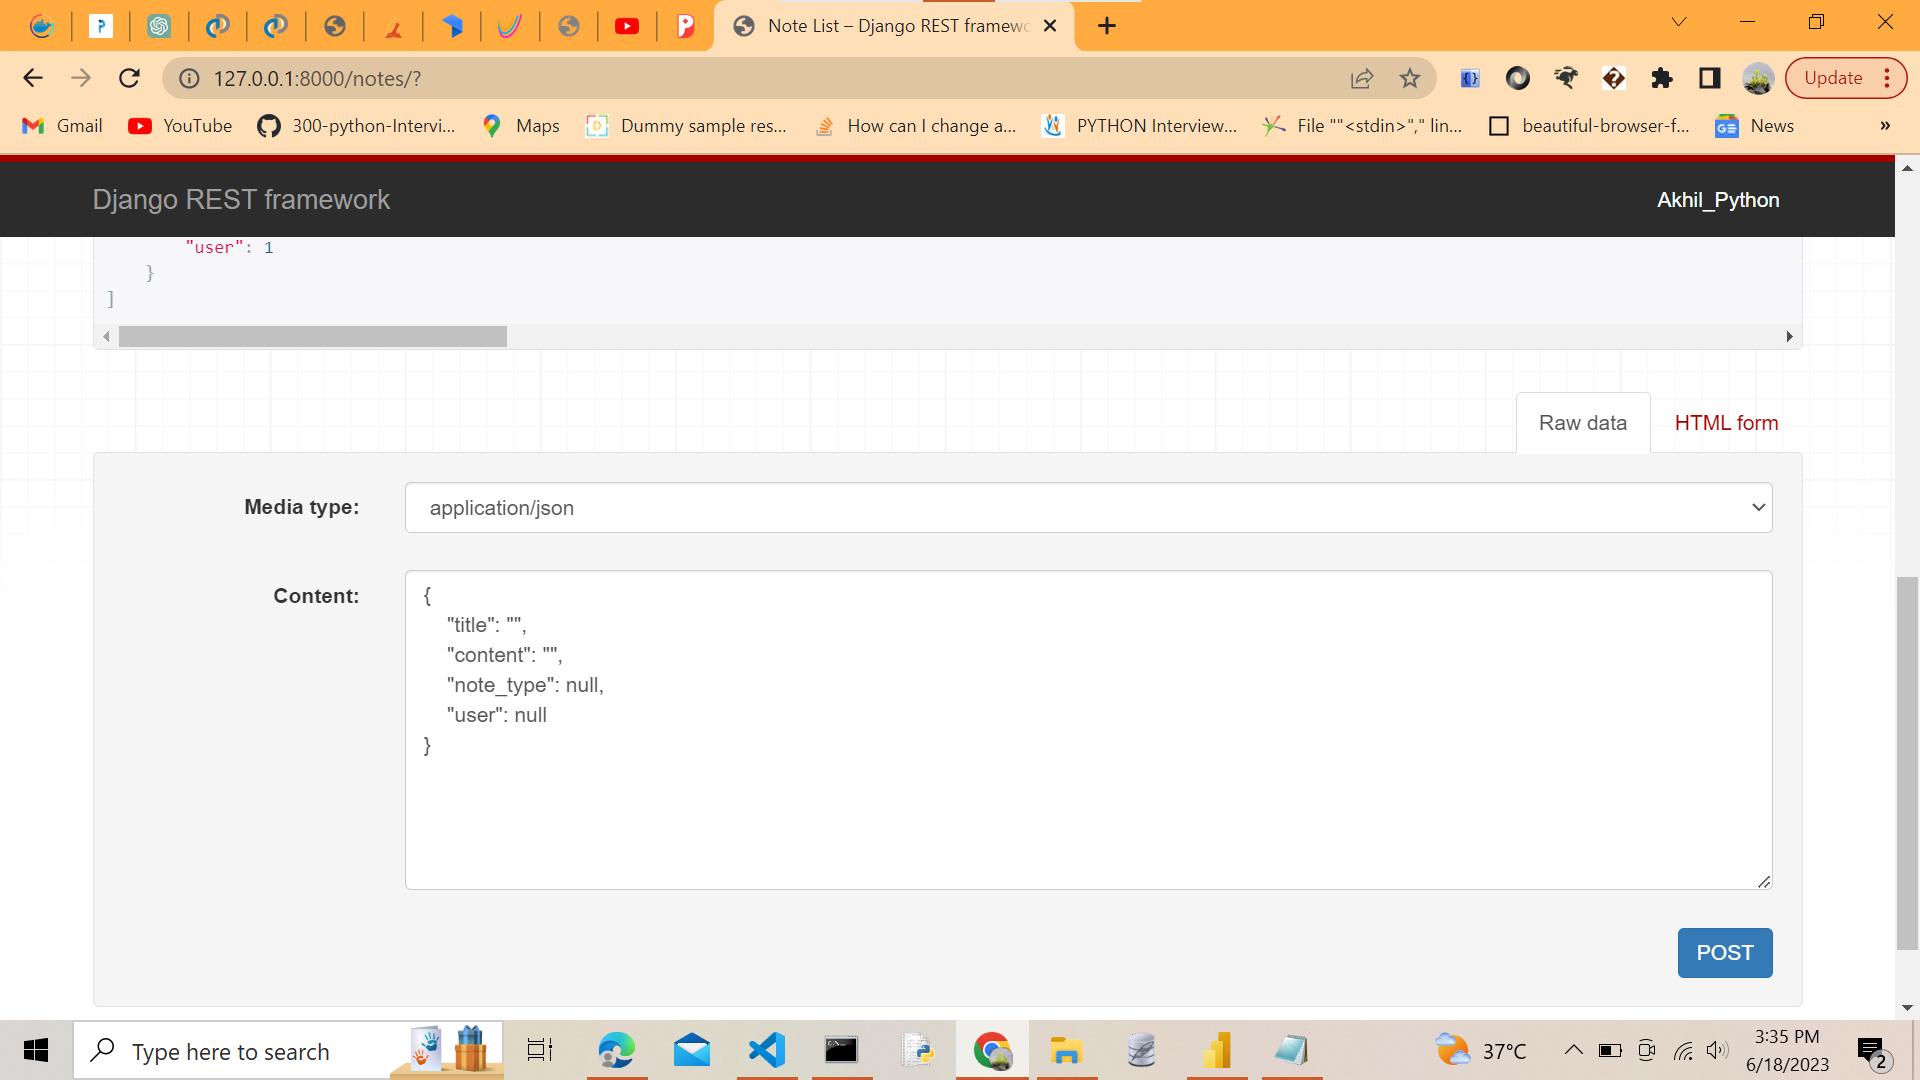 Note List – Django REST framewo
127.0.0.1:8000/notes/?
Update
Gmail
YouTube
300-python-Intervi...
Maps
Dummy sample res...
How can I change a...
PYTHON Interview...
File ""<stdin>"," lin...
beautiful-browser-f...
News
»
Django REST framework
Akhil_Python
"user": 1
}
]
Raw data
HTML form
Media type:
application/json
Content:
{
"title": "",
"content": "",
"note_type": null,
"user": null
}
POST
Type here to search
37°C
3:35 PM
6/18/2023
2